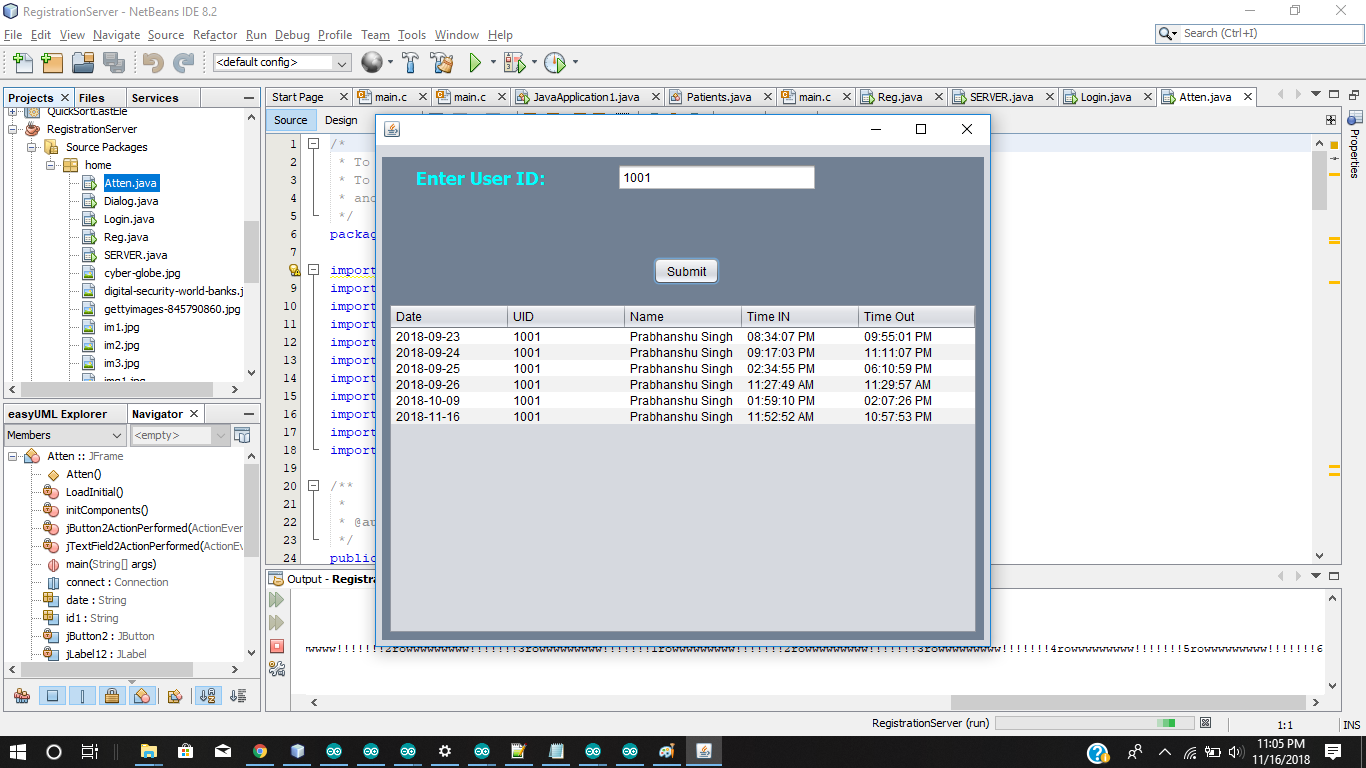 RegistrationServer - NetBeans IDE 8.2
File Edit View Navigate Source Refactor Run Debug Profile Team Tools Window Help
Search (Ctrl+I)
<default config>
Projects Files Services
Start Page main.c main.c JavaApplication1.java Patients.java main.c Reg.java SERVER.java Login.java Atten.java
QuickSortLastEle
RegistrationServer
Source Packages
home
Atten.java
Dialog.java
Login.java
Reg.java
SERVER.java
cyber-globe.jpg
digital-security-world-banks.j
gettyimages-845790860.jpg
im1.jpg
im2.jpg
im3.jpg
img1.jpg
Source Design
1 /*
2 * To
3 * To
4 * and
5 */
6 packag
7
import
9 import
10 import
11 import
12 import
13 import
14 import
15 import
16 import
17 import
18 import
19
20 /**
21 *
22 * @au
23 */
24 public
Enter User ID: 1001
Submit
Date UID Name Time IN Time Out
2018-09-23 1001 Prabhanshu Singh 08:34:07 PM 09:55:01 PM
2018-09-24 1001 Prabhanshu Singh 09:17:03 PM 11:11:07 PM
2018-09-25 1001 Prabhanshu Singh 02:34:55 PM 06:10:59 PM
2018-09-26 1001 Prabhanshu Singh 11:27:49 AM 11:29:57 AM
2018-10-09 1001 Prabhanshu Singh 01:59:10 PM 02:07:26 PM
2018-11-16 1001 Prabhanshu Singh 11:52:52 AM 10:57:53 PM
Properties
easyUML Explorer Navigator
Members <empty>
Atten :: JFrame
Atten()
LoadInitial()
initComponents()
jButton2ActionPerformed(ActionEver
jTextField2ActionPerformed(ActionEv
main(String[] args)
connect : Connection
date : String
id1 : String
jButton2 : JButton
jLabel12 : JLabel
Output - Registra
wwww!!!!!!!2rowwwwwwwww!!!!!!!3rowwwwwwwww!!!!!!!1rowwwwwwwww!!!!!!!2rowwwwwwwww!!!!!!!3rowwwwwwwww!!!!!!!4rowwwwwwwww!!!!!!!5rowwwwwwwww!!!!!!!6
RegistrationServer (run) 1:1 INS
11:05 PM
11/16/2018